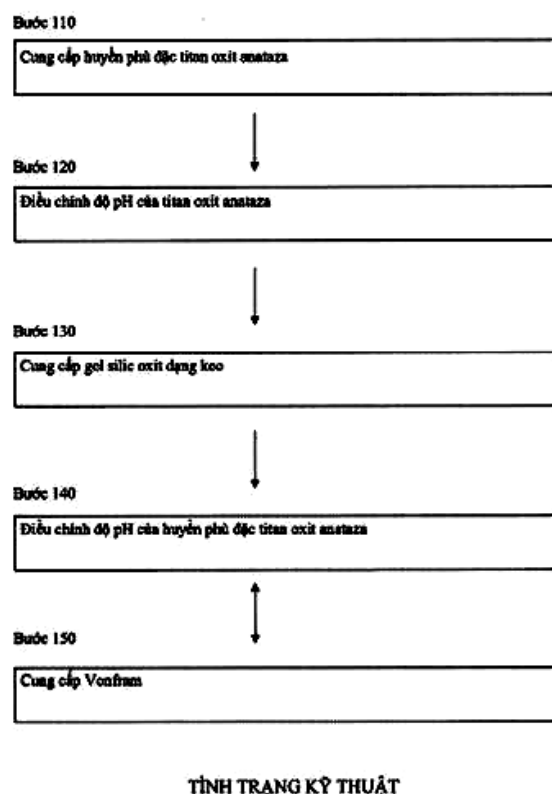 Bước 110
Cung cấp huyền phù đặc titan oxit anataza
Bước 120
Điều chỉnh độ pH của titan oxit anataza
Bước 130
Cung cấp gel silic oxit dạng keo
Bước 140
Điều chỉnh độ pH của huyền phù đặc titan oxit anataza
Bước 150
Cung cấp Vonfram
TÌNH TRẠNG KỸ THUẬT